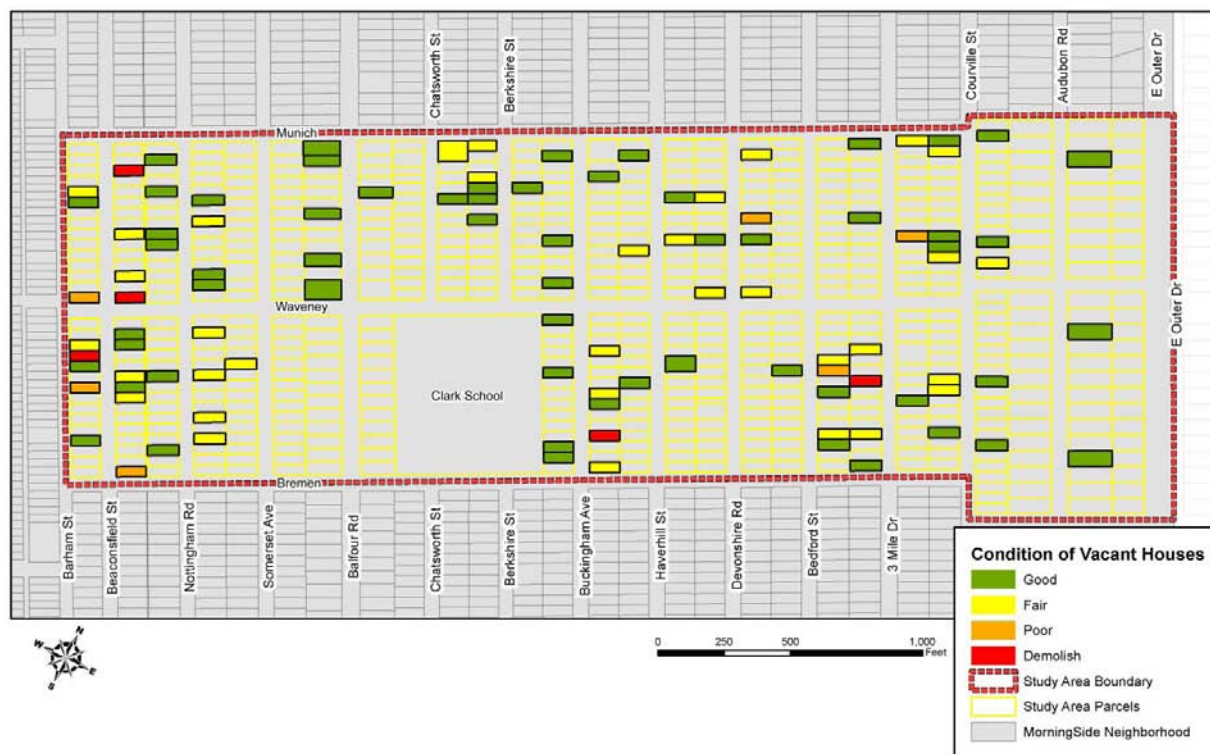 Chatsworth St
Berkshire St
Courville St
Audubon Rd
E Outer Dr
Munich
Waveney
E Outer Dr
Clark School
Bremen
Barham St
Beaconsfield St
Nottingham Rd
Somerset Ave
Balfour Rd
Chatsworth St
Berkshire St
Buckingham Ave
Haverhill St
Devonshire Rd
Bedford St
3 Mile Dr
Condition of Vacant Houses
Good
Fair
Poor
Demolish
Study Area Boundary
Study Area Parcels
MorningSide Neighborhood
N
W
E
S
0 250 500 1,000
Feet